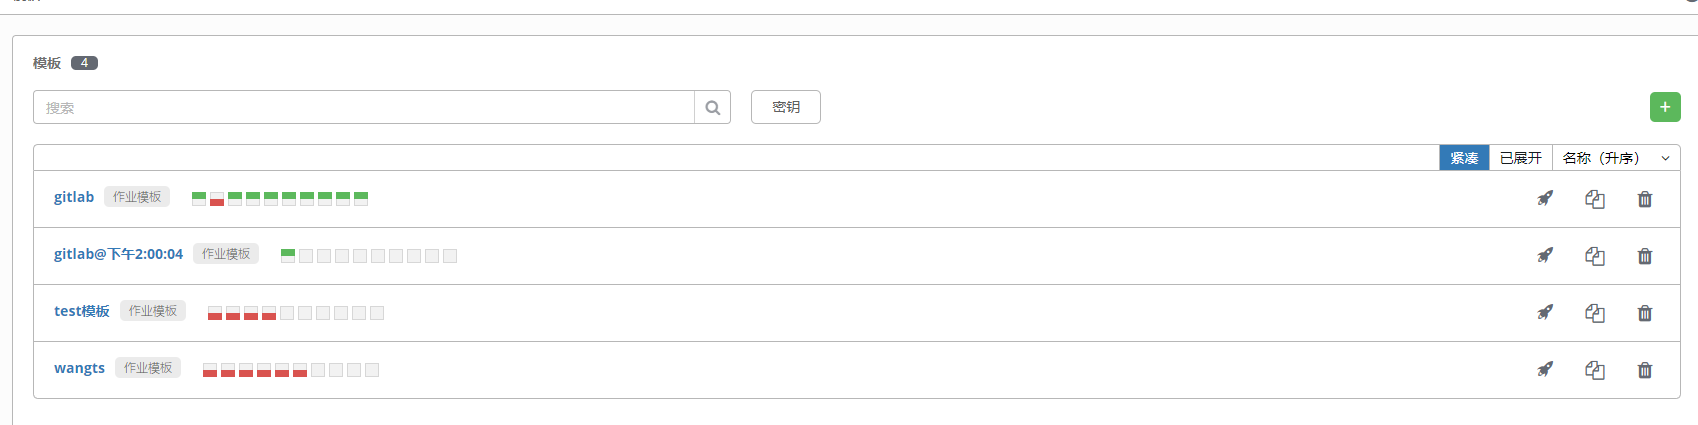 模板 4
搜索 密钥 +
紧凑 已展开 名称（升序）
gitlab 作业模板
gitlab@下午2:00:04 作业模板
test模板 作业模板
wangts 作业模板